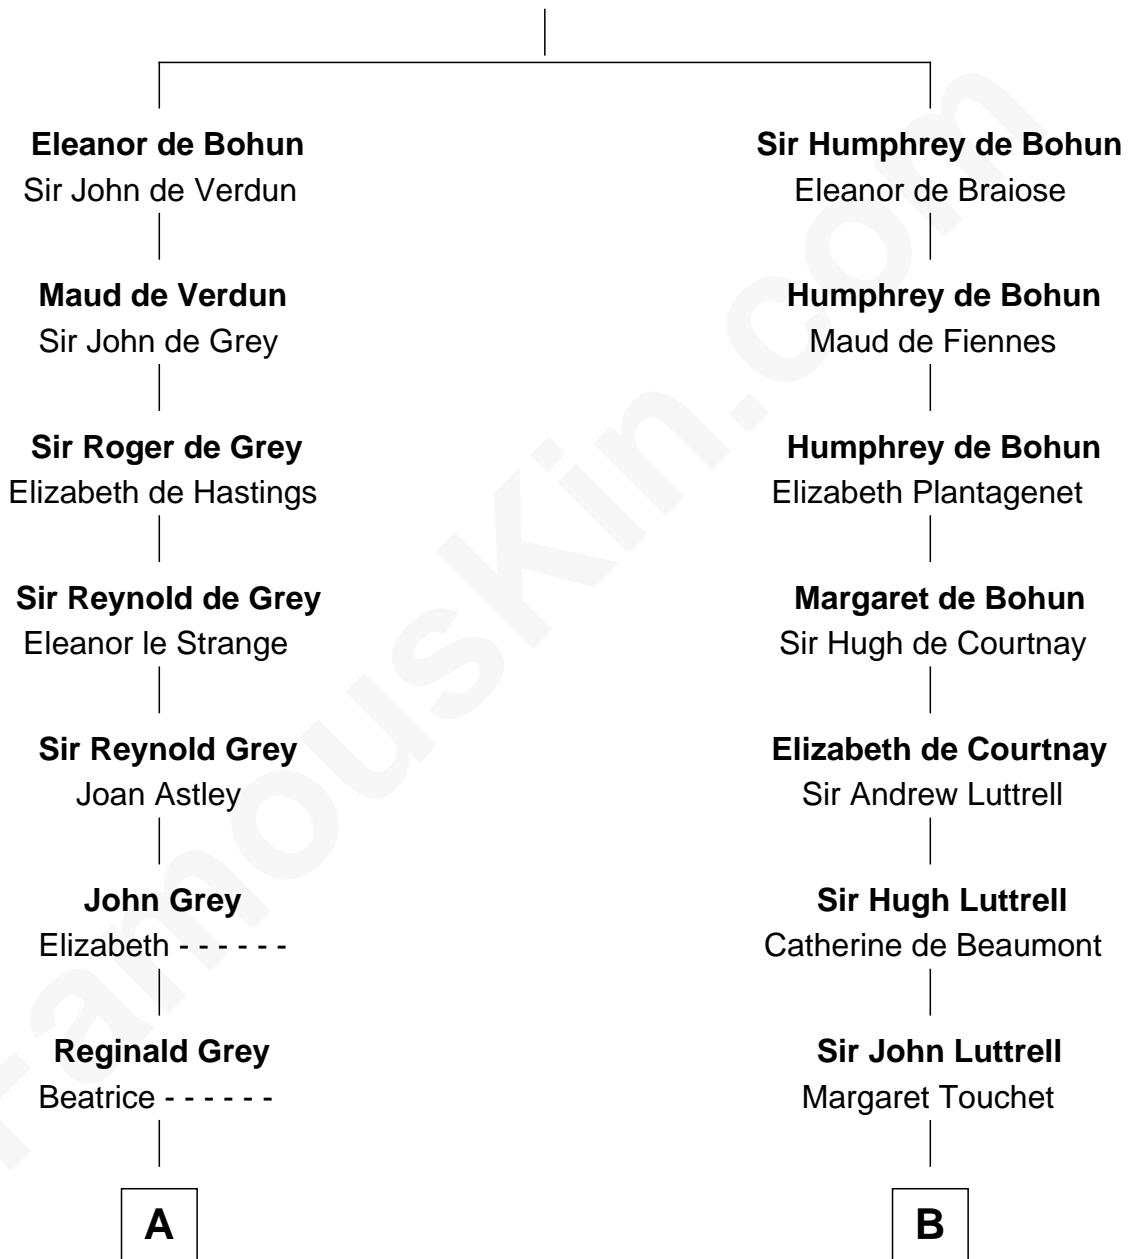 Eleanor de Bohun
Sir John de Verdun
Maud de Verdun
Sir John de Grey
Sir Roger de Grey
Elizabeth de Hastings
Sir Reynold de Grey
Eleanor le Strange
Sir Reynold Grey
Joan Astley
John Grey
Elizabeth - - - - - -
Reginald Grey
Beatrice - - - - - -
A
Sir Humphrey de Bohun
Eleanor de Braiose
Humphrey de Bohun
Maud de Fiennes
Humphrey de Bohun
Elizabeth Plantagenet
Margaret de Bohun
Sir Hugh de Courtnay
Elizabeth de Courtnay
Sir Andrew Luttrell
Sir Hugh Luttrell
Catherine de Beaumont
Sir John Luttrell
Margaret Touchet
B
FamousKin.com